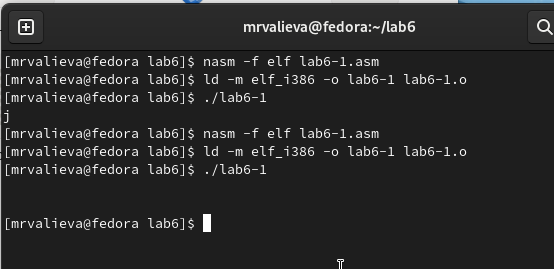 mrvalieva@fedora:~/lab6
[mrvalieva@fedora lab6]$ nasm -f elf lab6-1.asm
[mrvalieva@fedora lab6]$ ld -m elf_i386 -o lab6-1 lab6-1.o
[mrvalieva@fedora lab6]$ ./lab6-1
j
[mrvalieva@fedora lab6]$ nasm -f elf lab6-1.asm
[mrvalieva@fedora lab6]$ ld -m elf_i386 -o lab6-1 lab6-1.o
[mrvalieva@fedora lab6]$ ./lab6-1
[mrvalieva@fedora lab6]$